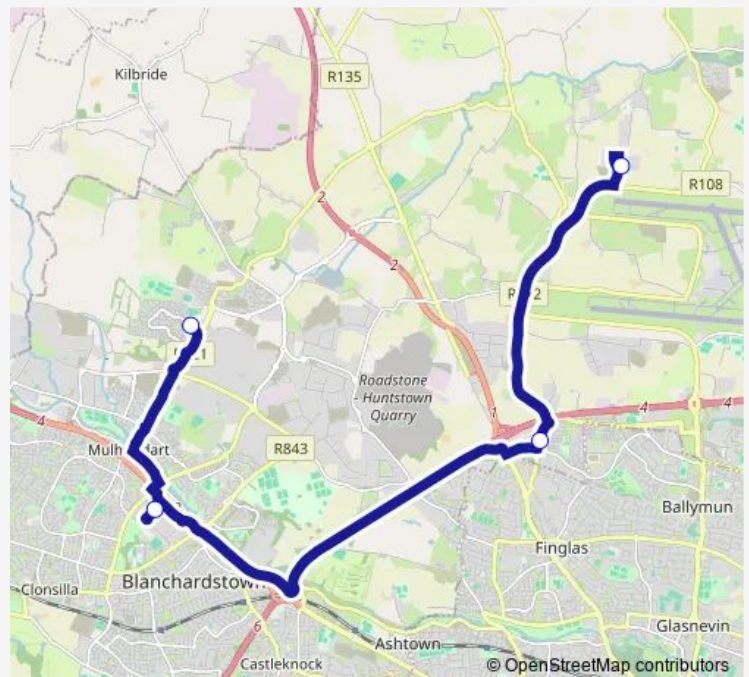 Kilbride
R135
R108
2
2
Roadstone
- Huntstown
Quarry
1
4
4
4
R843
Ballymun
Finglas
Clonsilla
Blanchardstown
Glasnevin
6
Ashtown
Castleknock
© OpenStreetMap contributors